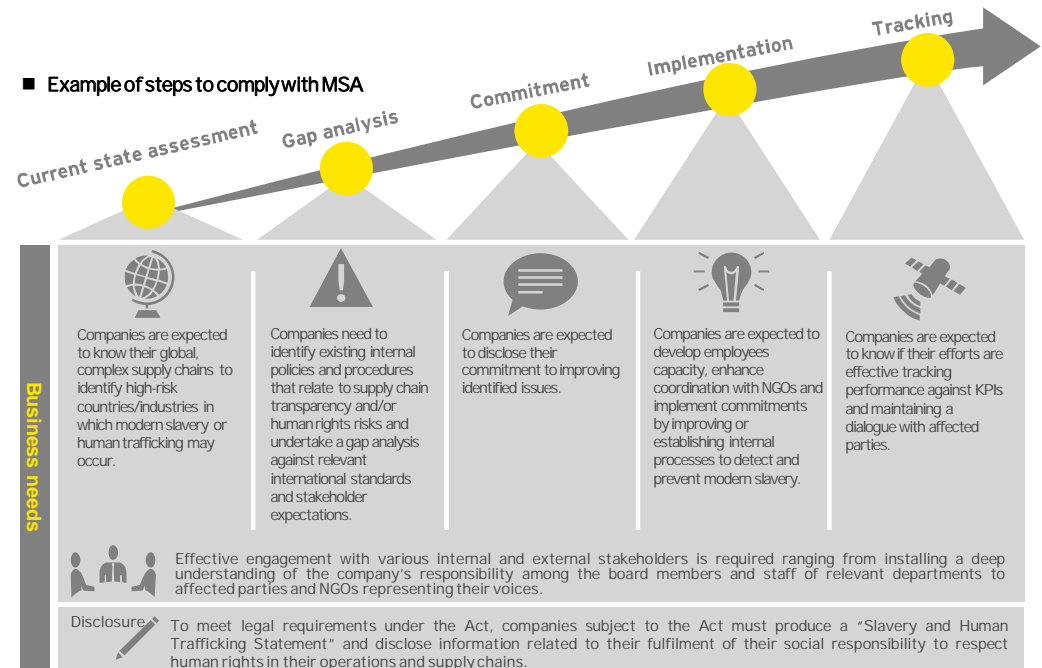 ■ Example of steps to comply with MSA
Current state assessment
Gap analysis
Commitment
Implementation
Tracking
Business needs
Companies are expected
to know their global,
complex supply chains to
identify high-risk
countries/industries in
which modern slavery or
human trafficking may
occur.
Companies need to
identify existing internal
policies and procedures
that relate to supply chain
transparency and/or
human rights risks and
undertake a gap analysis
against relevant
international standards
and stakeholder
expectations.
Companies are expected
to disclose their
commitment to improving
identified issues.
Companies are expected to
develop employees
capacity, enhance
coordination with NGOs and
implement commitments
by improving or
establishing internal
processes to detect and
prevent modern slavery.
Companies are expected
to know if their efforts are
effective tracking
performance against KPIs
and maintaining a
dialogue with affected
parties.
Effective engagement with various internal and external stakeholders is required ranging from installing a deep
understanding of the company's responsibility among the board members and staff of relevant departments to
affected parties and NGOs representing their voices.
Disclosure
To meet legal requirements under the Act, companies subject to the Act must produce a "Slavery and Human
Trafficking Statement" and disclose information related to their fulfilment of their social responsibility to respect
human rights in their operations and supply chains.